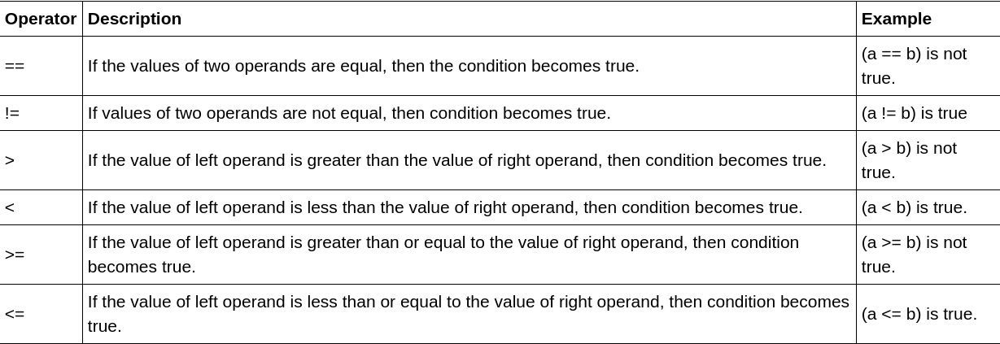 Operator Description Example
== If the values of two operands are equal, then the condition becomes true. (a == b) is not
true.
!= If values of two operands are not equal, then condition becomes true. (a != b) is true
> If the value of left operand is greater than the value of right operand, then condition becomes true. (a > b) is not
true.
< If the value of left operand is less than the value of right operand, then condition becomes true. (a < b) is true.
>= If the value of left operand is greater than or equal to the value of right operand, then condition
becomes true.
(a >= b) is not
true.
<= If the value of left operand is less than or equal to the value of right operand, then condition becomes
true.
(a <= b) is true.